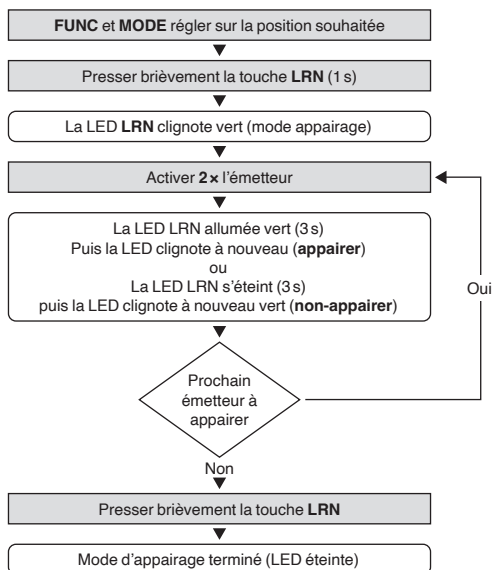 FUNC et MODE régler sur la position souhaitée
Presser brièvement la touche LRN (1 s)
La LED LRN clignote vert (mode appairage)
Activer 2× l'émetteur
La LED LRN allumée vert (3 s)
Puis la LED clignote à nouveau (appairer)
ou
La LED LRN s'éteint (3 s)
puis la LED clignote à nouveau vert (non-appairer)
Oui
Prochain
émetteur à
appairer
Non
Presser brièvement la touche LRN
Mode d'appairage terminé (LED éteinte)